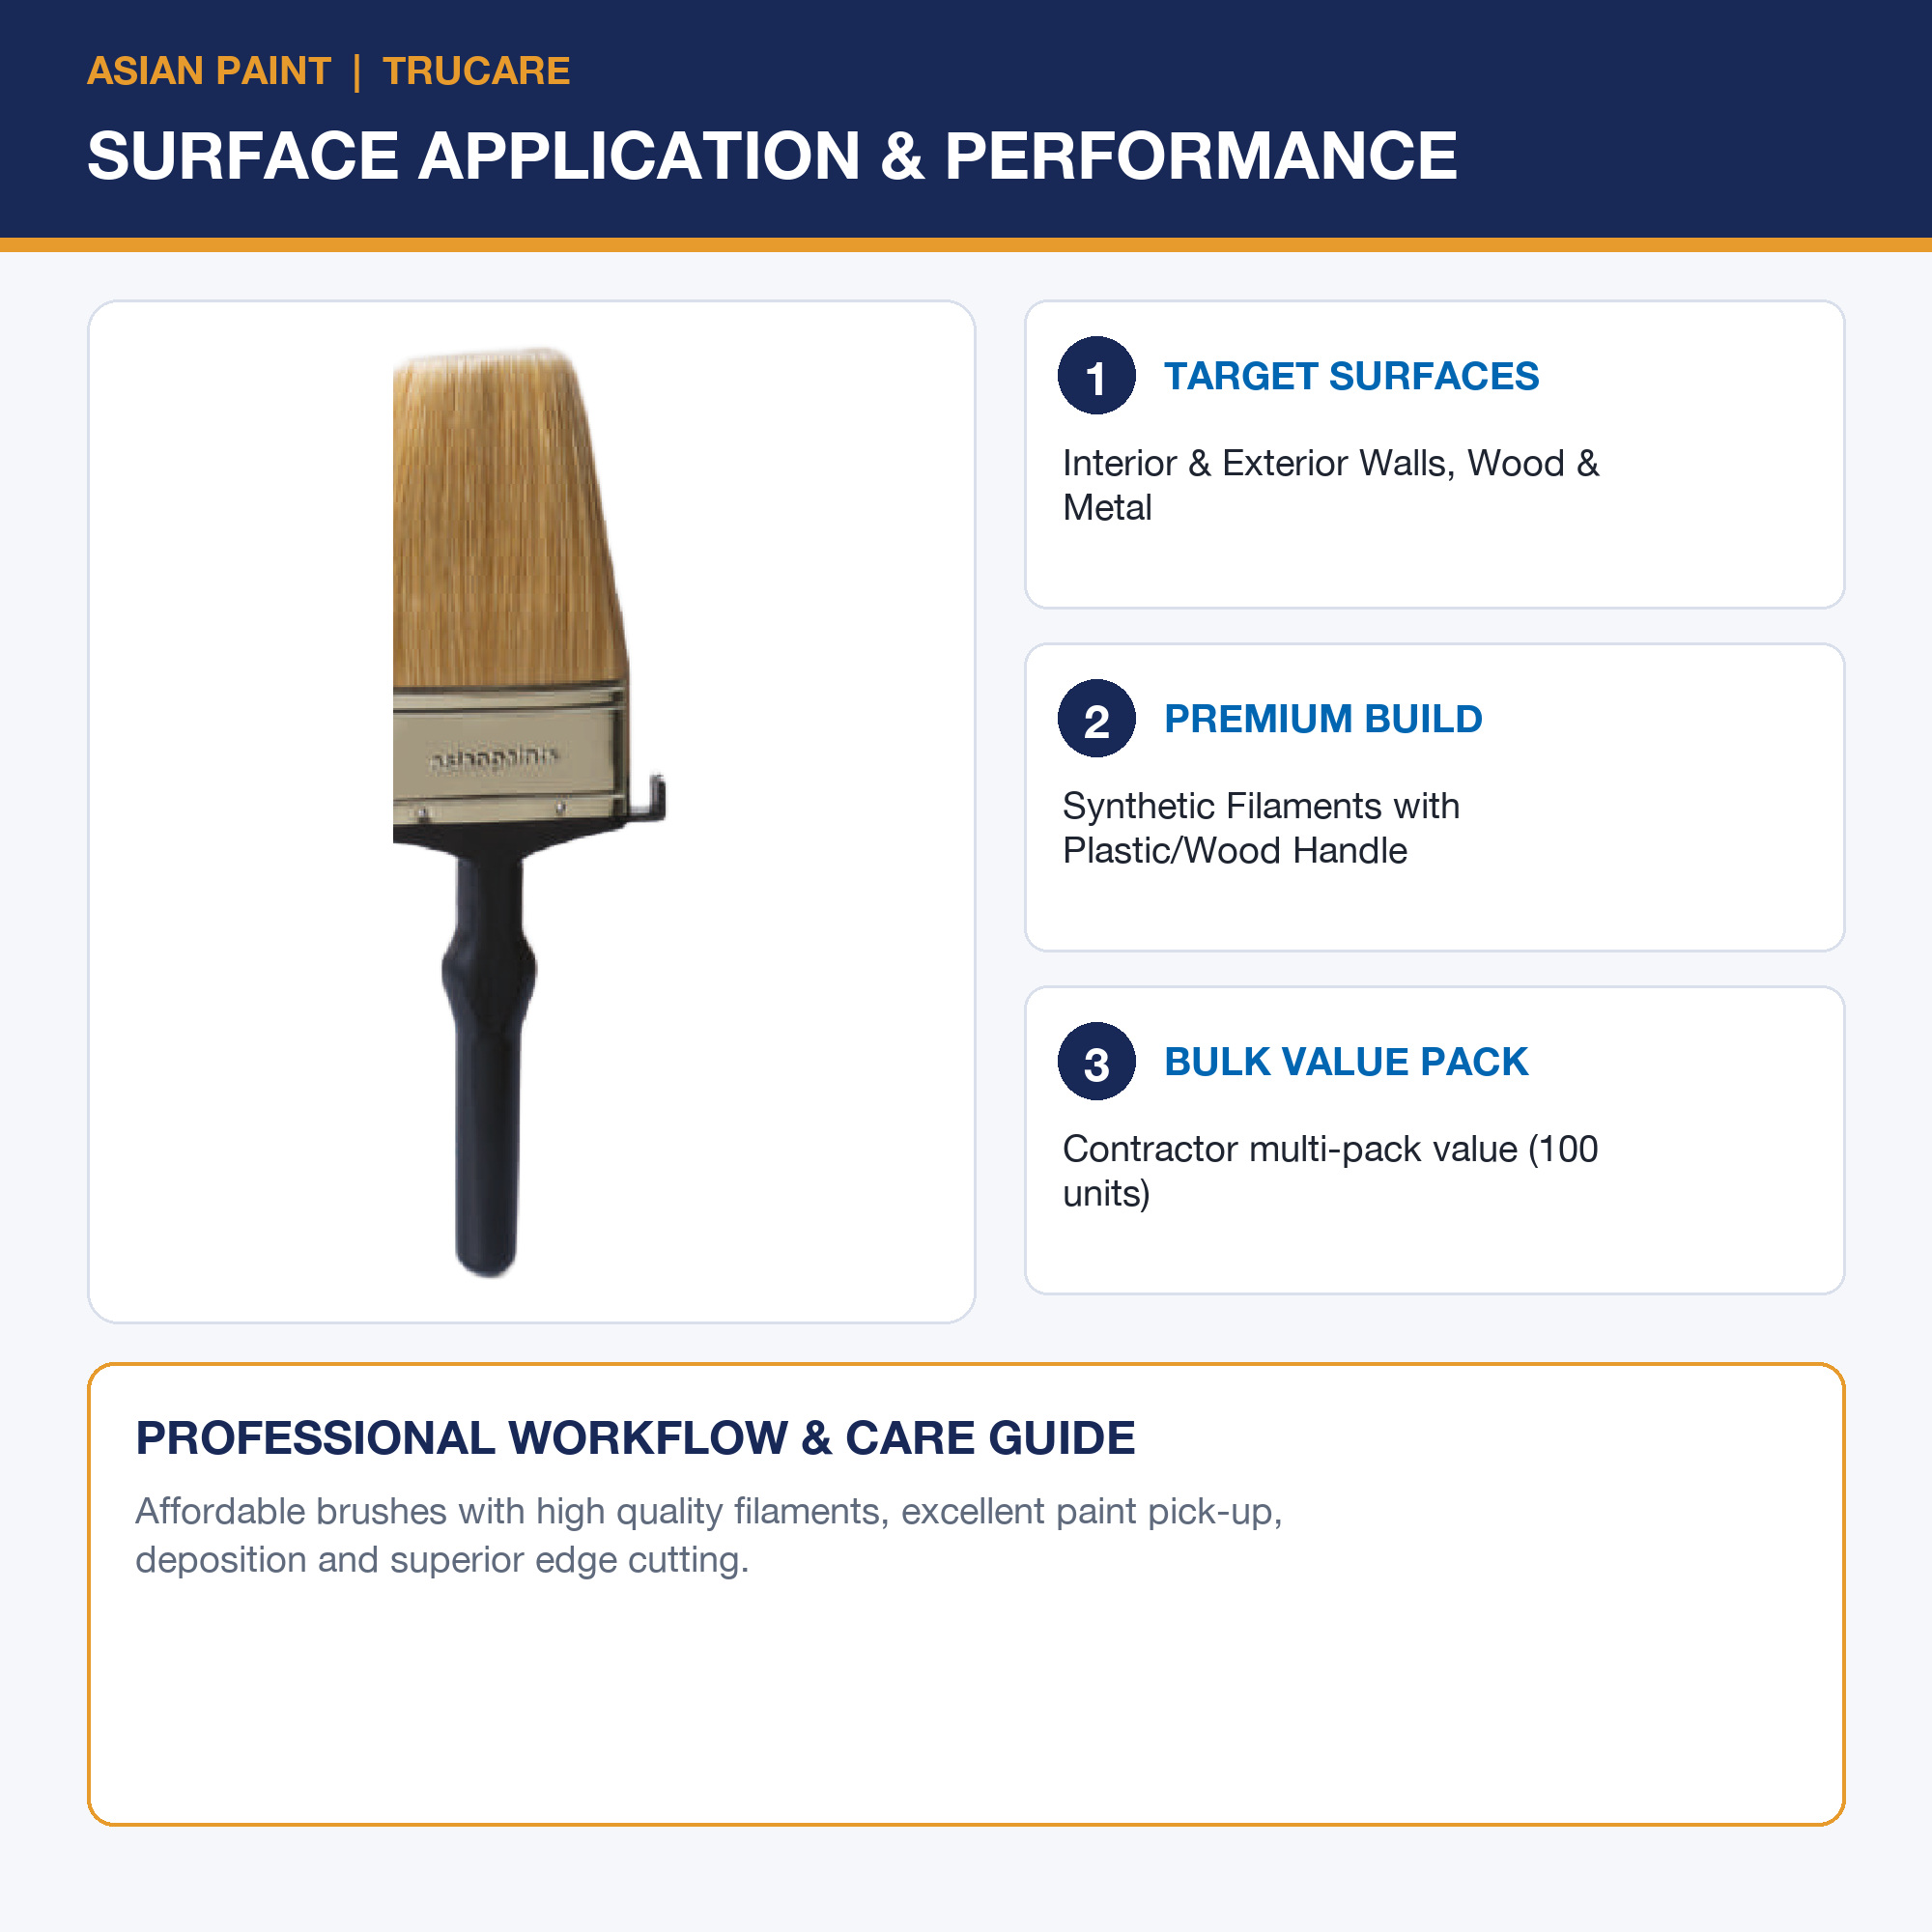 ASIAN PAINT | TRUCARE
SURFACE APPLICATION & PERFORMANCE
1 TARGET SURFACES
Interior & Exterior Walls, Wood &
Metal
2 PREMIUM BUILD
Synthetic Filaments with
Plastic/Wood Handle
3 BULK VALUE PACK
Contractor multi-pack value (100
units)
PROFESSIONAL WORKFLOW & CARE GUIDE
Affordable brushes with high quality filaments, excellent paint pick-up,
deposition and superior edge cutting.